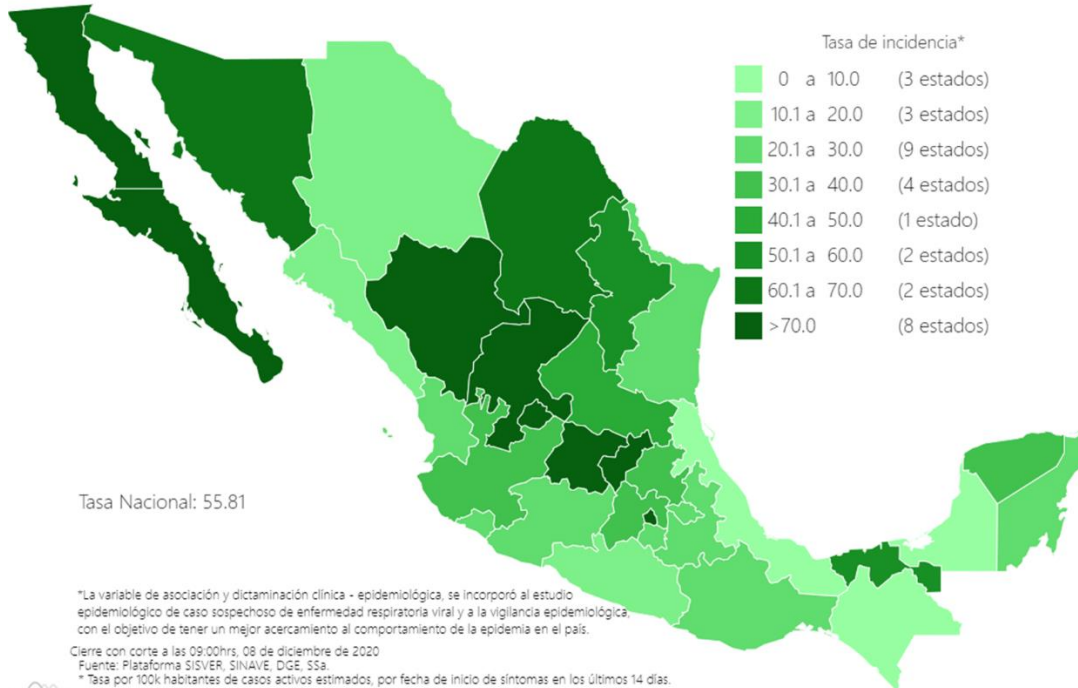 Tasa de incidencia*
0 a 10.0 (3 estados)
10.1 a 20.0 (3 estados)
20.1 a 30.0 (9 estados)
30.1 a 40.0 (4 estados)
40.1 a 50.0 (1 estado)
50.1 a 60.0 (2 estados)
60.1 a 70.0 (2 estados)
>70.0 (8 estados)
Tasa Nacional: 55.81
*La variable de asociación y dictaminación clínica - epidemiológica, se incorporó al estudio
epidemiológico de caso sospechoso de enfermedad respiratoria viral y a la vigilancia epidemiológica,
con el objetivo de tener un mejor acercamiento al comportamiento de la epidemia en el país.
Cierre con corte a las 09:00hrs, 08 de diciembre de 2020
Fuente: Plataforma SISVER, SINAVE, DGE, SSa.
* Tasa por 100k habitantes de casos activos estimados, por fecha de inicio de síntomas en los últimos 14 días.